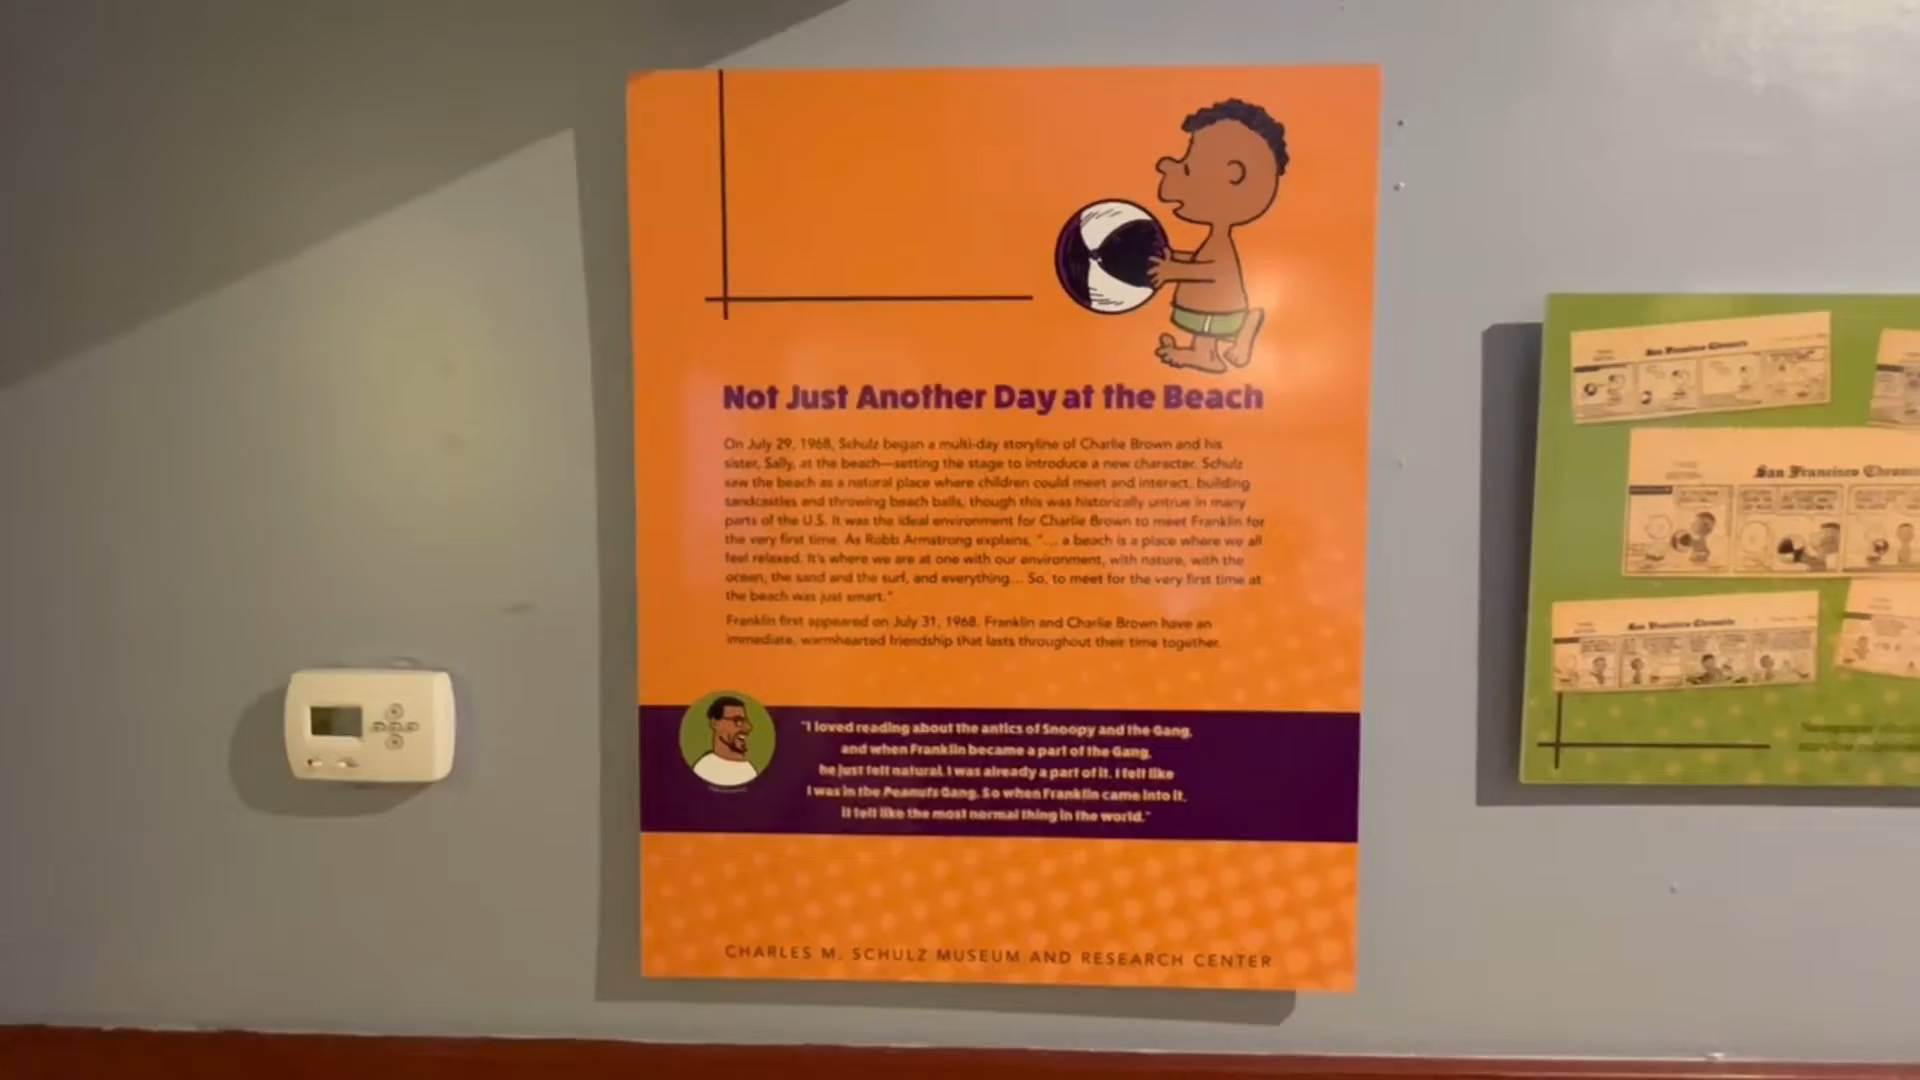 Not Just Another Day at the Beach
On July 29, 1968, Schulz began a multi-day storyline of Charlie Brown and his
sister, Sally, at the beach—setting the stage to introduce a new character. Schulz
saw the beach as a natural place where children could meet and interact, building
sandcastles and throwing beach balls, though this was historically untrue in many
parts of the U.S. It was the ideal environment for Charlie Brown to meet Franklin for
the very first time. As Robb Armstrong explains, "... a beach is a place where we all
feel relaxed. It's where we are at one with our environment, with nature, with the
ocean, the sand and the surf, and everything... So, to meet for the very first time at
the beach was just smart."
Franklin first appeared on July 31, 1968. Franklin and Charlie Brown have an
immediate, warmhearted friendship that lasts throughout their time together.
"I loved reading about the antics of Snoopy and the Gang,
and when Franklin became a part of the Gang,
he just felt natural. I was already a part of it. I felt like
I was in the Peanuts Gang. So when Franklin came into it,
it felt like the most normal thing in the world."
CHARLES M. SCHULZ MUSEUM AND RESEARCH CENTER
San Francisco Chronicle
San Francisco Chronic
San Francisco Chronicle